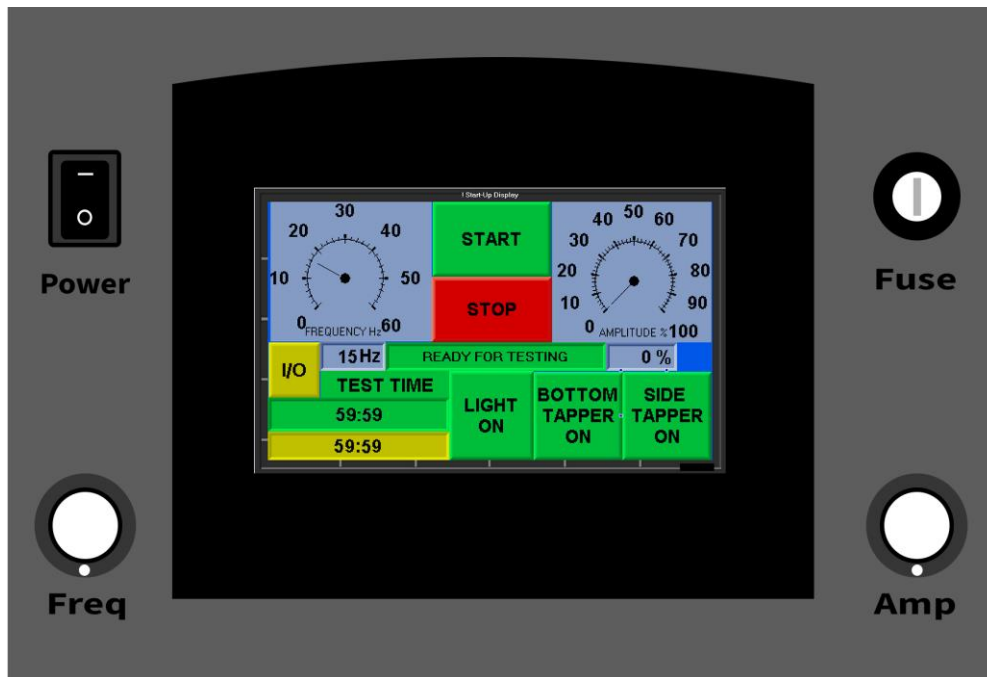 I Start-Up Display
30
20 40
10 50
0 60
FREQUENCY Hz
START
STOP
50
40 60
30 70
20 80
10 90
0 100
AMPLITUDE %
I/O
15 Hz
READY FOR TESTING
0 %
TEST TIME
59:59
59:59
LIGHT
ON
BOTTOM
TAPPER
ON
SIDE
TAPPER
ON
Power
Fuse
Freq
Amp